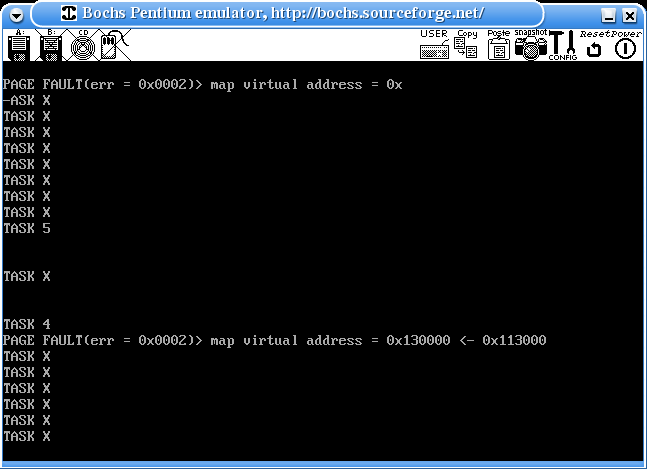 Bochs Pentium emulator, http://bochs.sourceforge.net/
A: B: CD USER Copy Paste snapshot CONFIG Reset Power
PAGE FAULT(err = 0x0002)> map virtual address = 0x
-ASK X
TASK X
TASK X
TASK X
TASK X
TASK X
TASK X
TASK X
TASK 5
TASK X
TASK 4
PAGE FAULT(err = 0x0002)> map virtual address = 0x130000 <- 0x113000
TASK X
TASK X
TASK X
TASK X
TASK X
TASK X